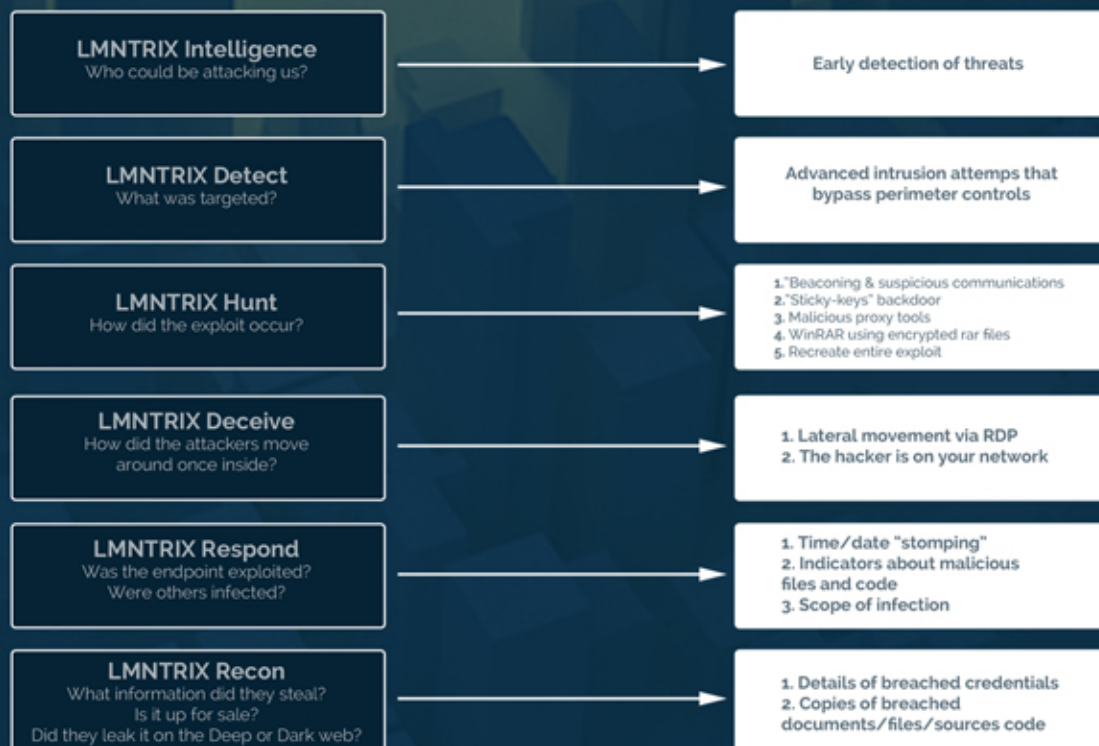 LMNTRIX Intelligence
Who could be attacking us?
Early detection of threats
LMNTRIX Detect
What was targeted?
Advanced intrusion attemps that
bypass perimeter controls
LMNTRIX Hunt
How did the exploit occur?
1."Beaconing & suspicious communications
2."Sticky-keys" backdoor
3. Malicious proxy tools
4. WinRAR using encrypted rar files
5. Recreate entire exploit
LMNTRIX Deceive
How did the attackers move
around once inside?
1. Lateral movement via RDP
2. The hacker is on your network
LMNTRIX Respond
Was the endpoint exploited?
Were others infected?
1. Time/date "stomping"
2. Indicators about malicious
files and code
3. Scope of infection
LMNTRIX Recon
What information did they steal?
Is it up for sale?
Did they leak it on the Deep or Dark web?
1. Details of breached credentials
2. Copies of breached
documents/files/sources code